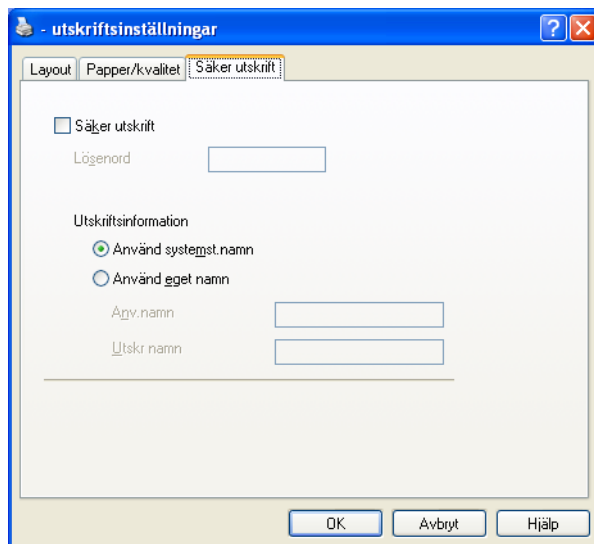 - utskriftsinställningar
Layout Papper/kvalitet Säker utskrift
Säker utskrift
Lösenord
Utskriftsinformation
Använd systemst.namn
Använd eget namn
Anv.namn
Utskr namn
OK Avbryt Hjälp